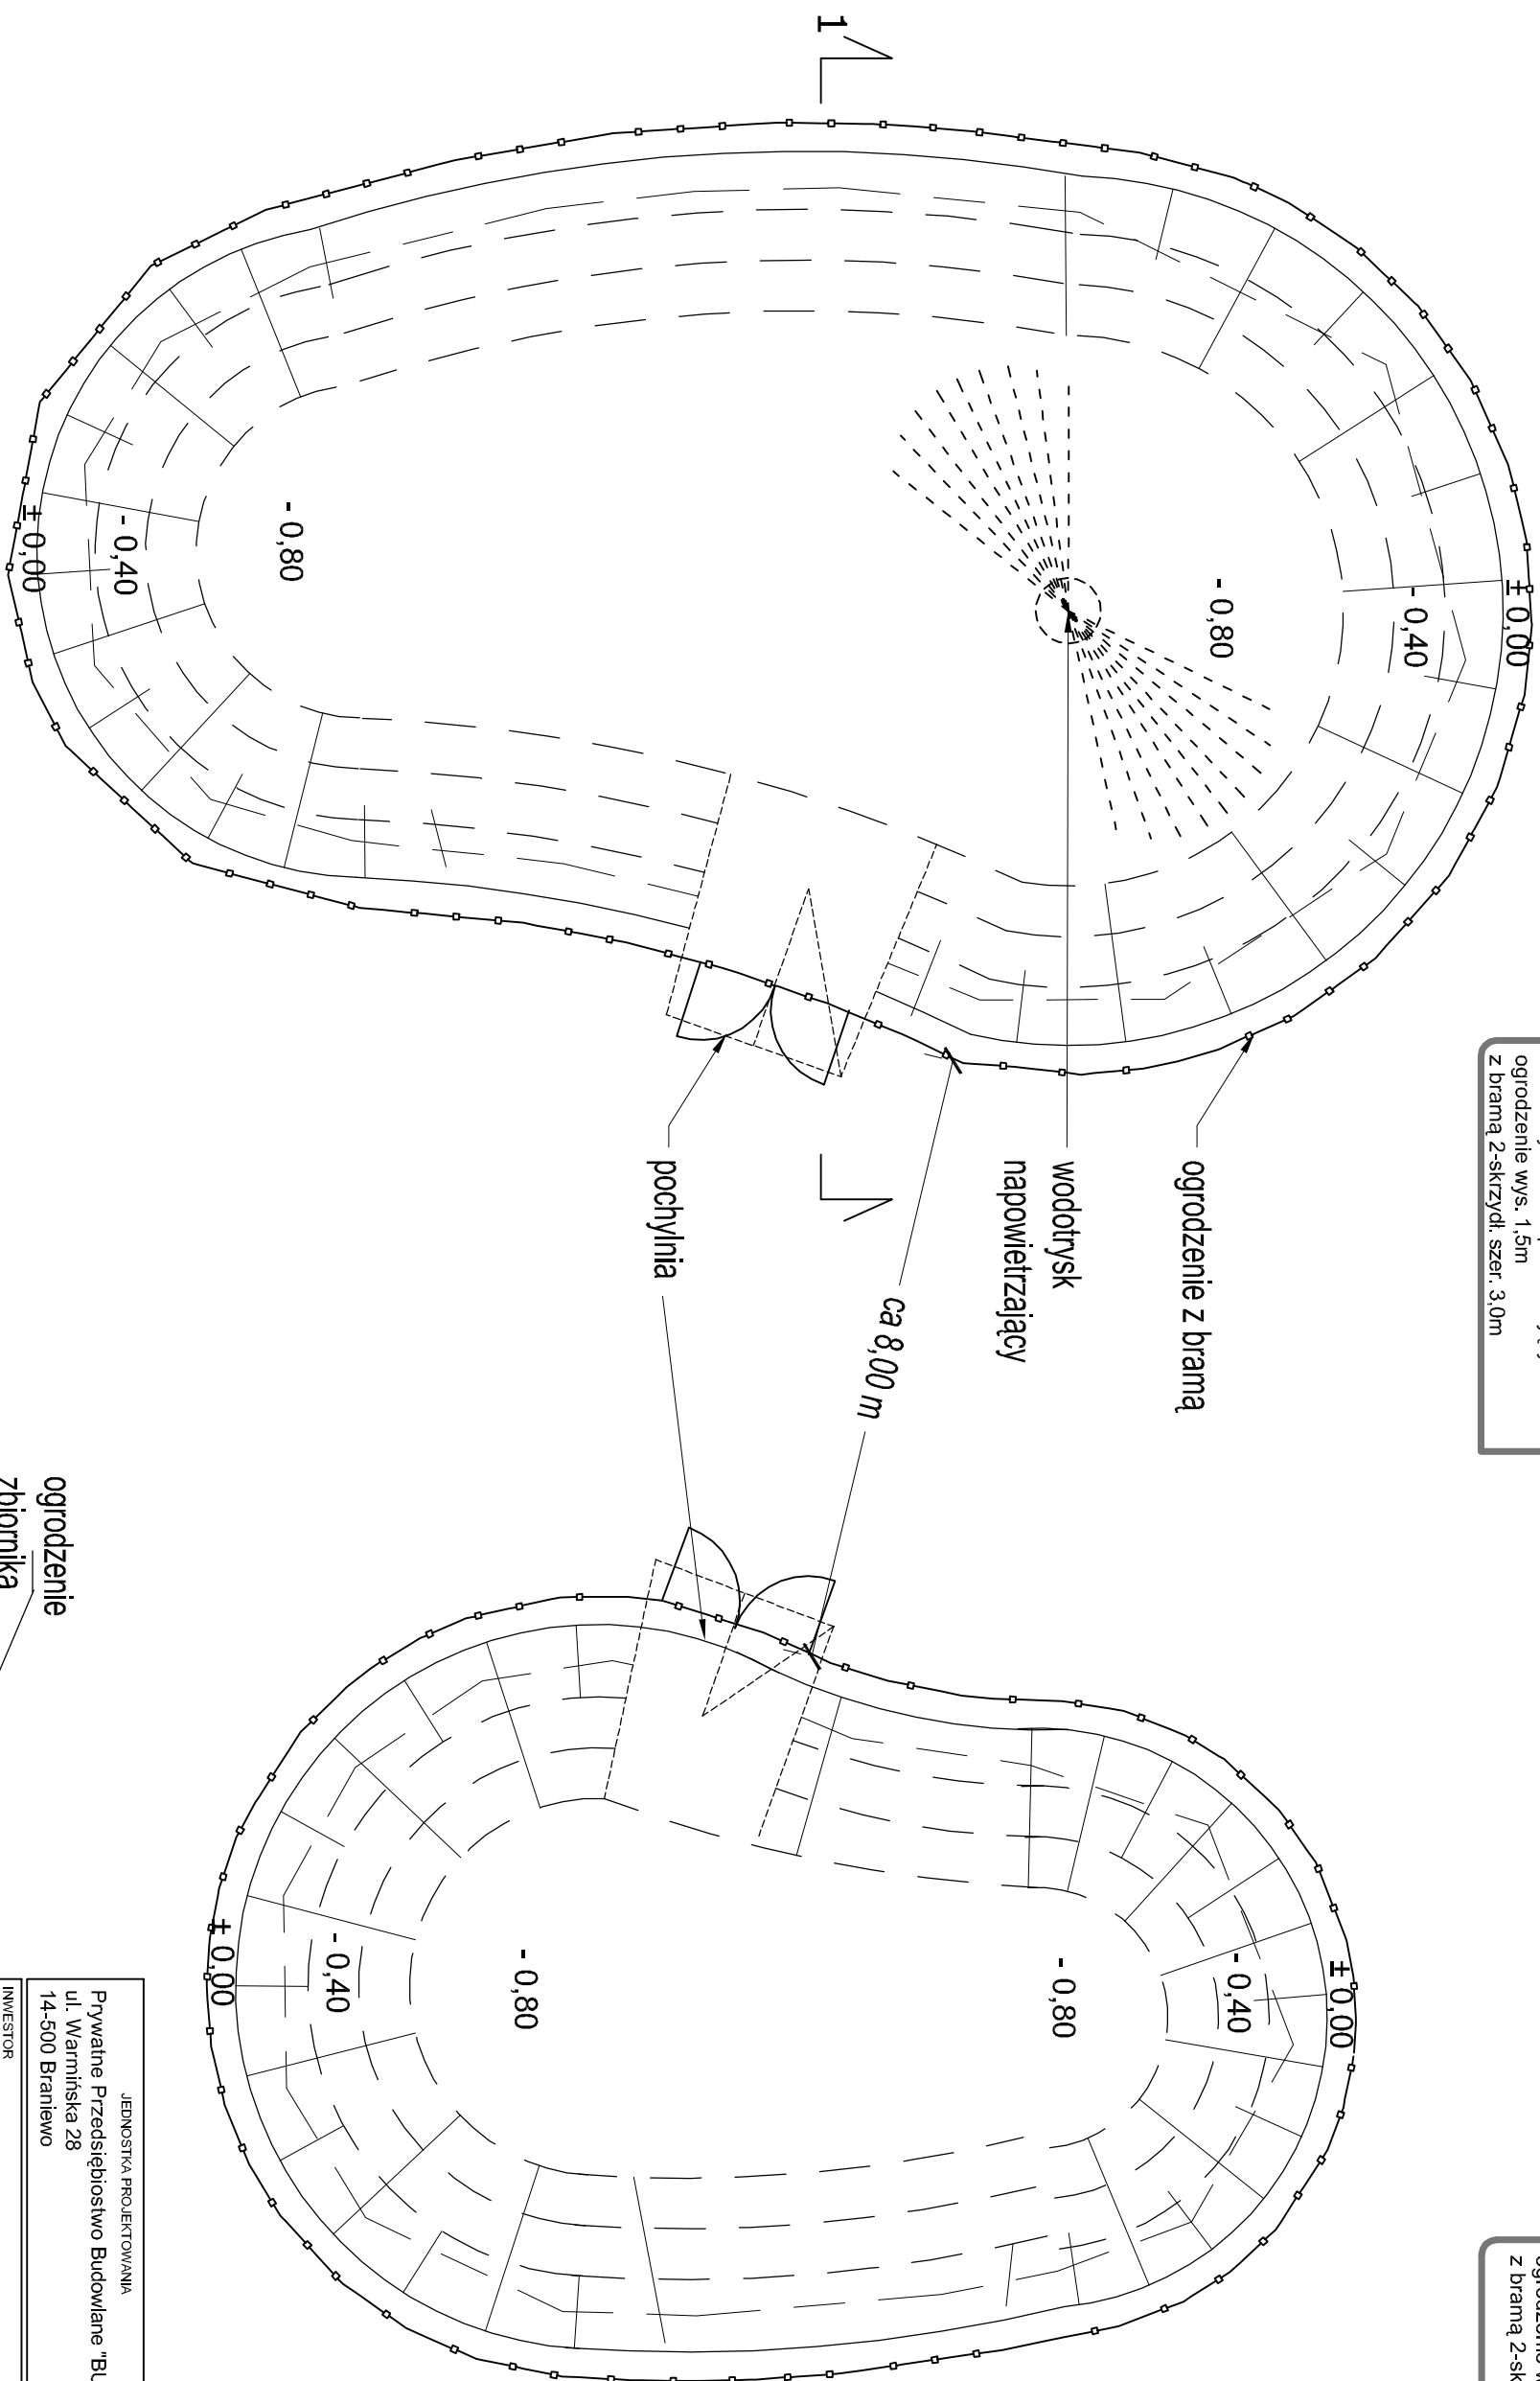 1
ogrodzenie wys. 1,5m
z bramą 2-skrzydł. szer. 3,0m
± 0,00
- 0,40
- 0,80
- 0,80
- 0,40
± 0,00
ogrodzenie z bramą
wodotrysk
napowietrzający
ca 8,00 m
pochylnia
± 0,00
- 0,40
- 0,80
- 0,80
- 0,40
± 0,00
ogrodzenie
zbiornika
z bramą
JEDNOSTKA PROJEKTOWANIA
Prywatne Przedsiębiostwo Budowlane
ul. Warmińska 28
14-500 Braniewo
INWESTOR